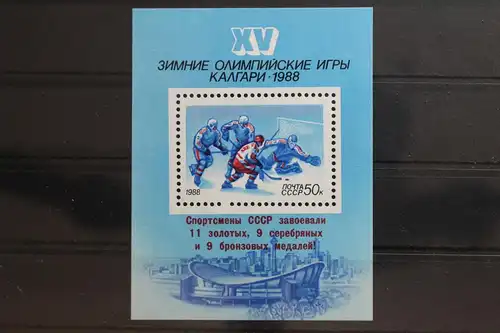 XV
ЗИМНИЕ ОЛИМПИЙСКИЕ ИГРЫ
КАЛГАРИ·1988
1988
ПОЧТА
СССР 50к
Спортсмены СССР завоевали
11 золотых, 9 серебряных
и 9 бронзовых медалей!